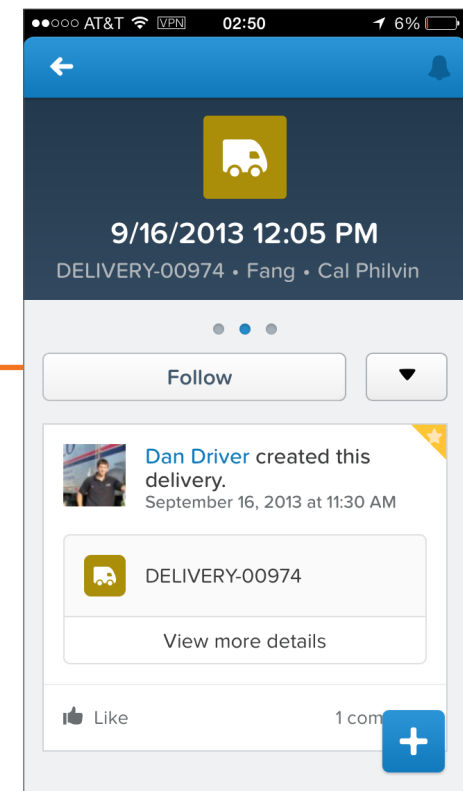 AT&T VPN 02:50 6%
9/16/2013 12:05 PM
DELIVERY-00974 • Fang • Cal Philvin
Follow
Dan Driver created this
delivery.
September 16, 2013 at 11:30 AM
DELIVERY-00974
View more details
Like 1 com